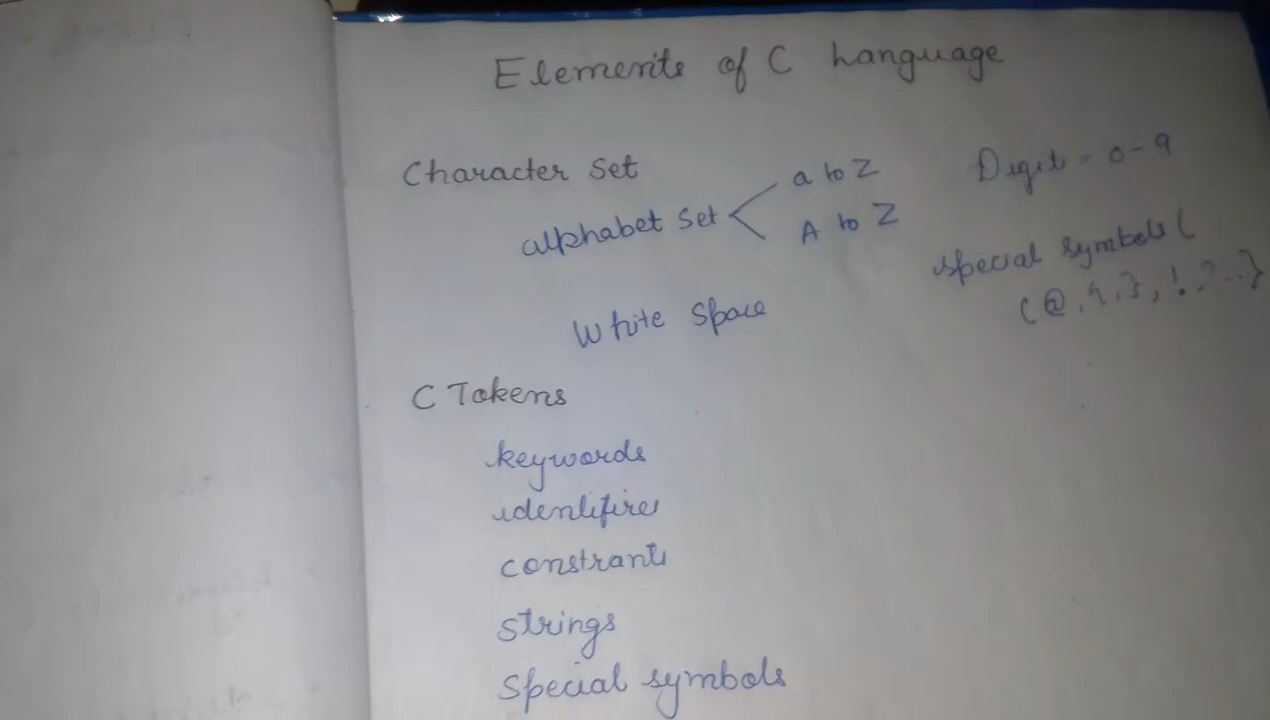 Elements of C Language
Character Set
alphabet set < a to Z
A to Z
Digit = 0-9
special symbols (
( @, {, }, !, ?..}
White Space
C Tokens
keywords
identifires
constrants
strings
special symbols